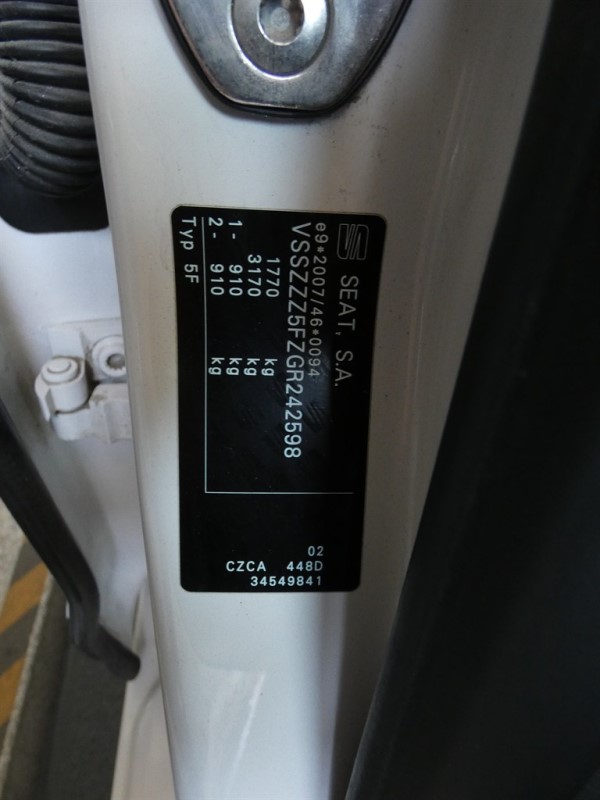 SEAT, S.A.
e9*2007/46*0094
VSSZZZ5FZGR242598
1770 kg
3170 kg
1- 910 kg
2- 910 kg
Typ 5F
02
CZCA 448D
34549841